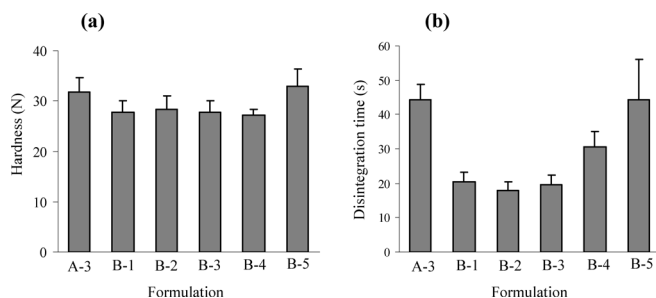 (a)
Hardness (N)
40
30
20
10
0
A-3 B-1 B-2 B-3 B-4 B-5
Formulation
(b)
Disintegration time (s)
60
50
40
30
20
10
0
A-3 B-1 B-2 B-3 B-4 B-5
Formulation